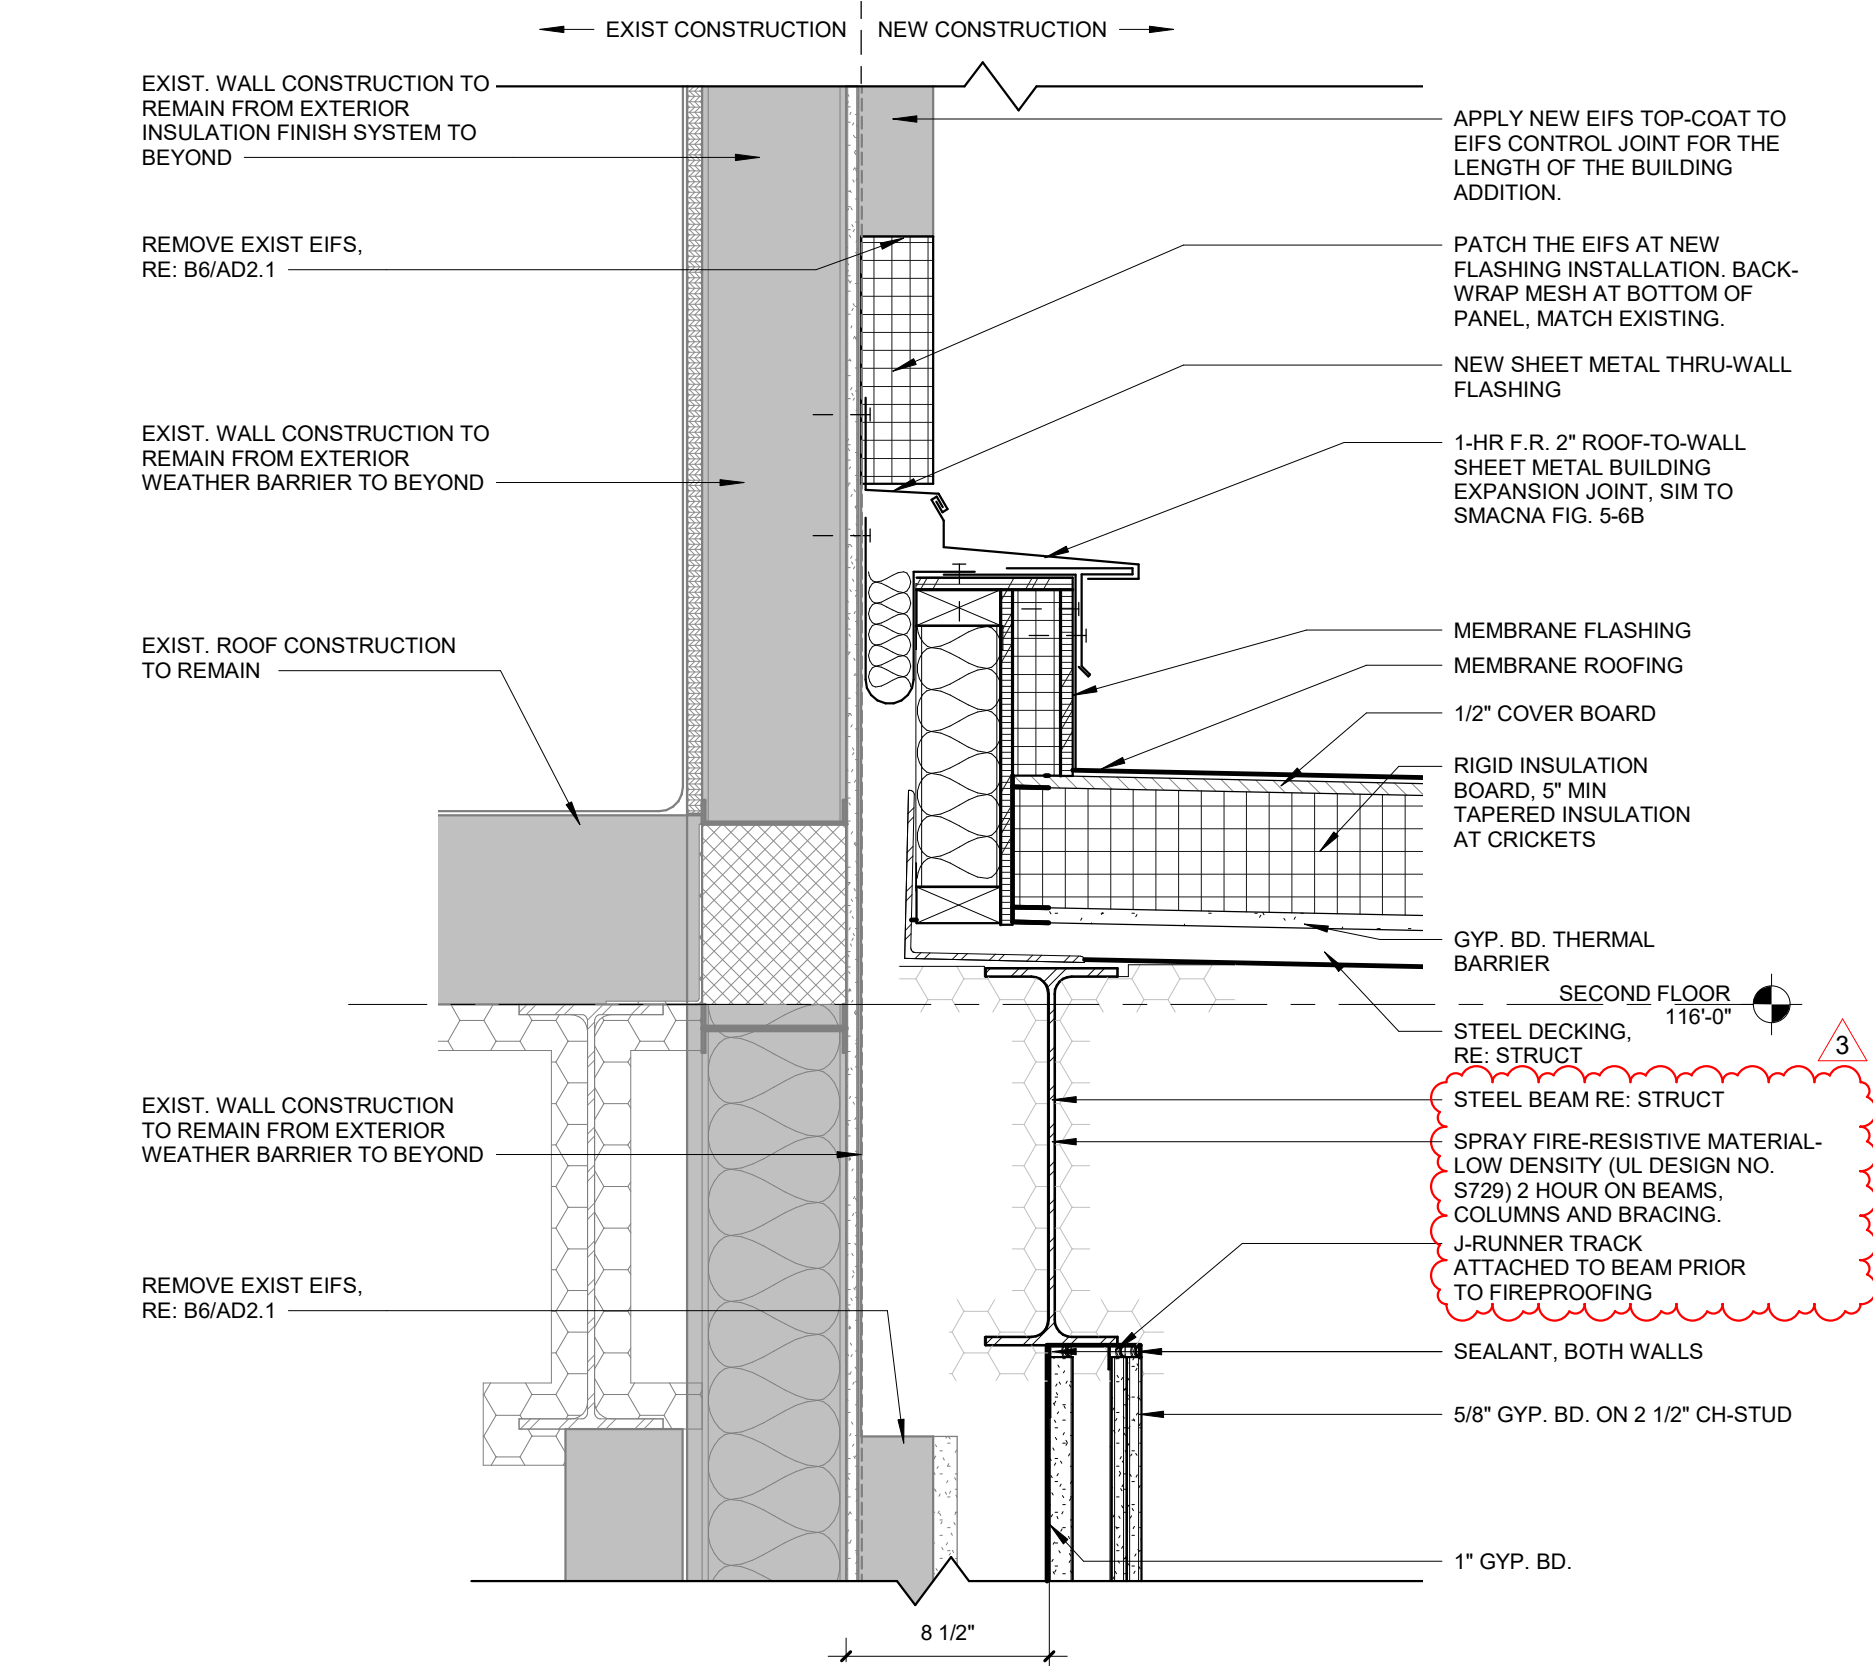 EXIST CONSTRUCTION
NEW CONSTRUCTION
EXIST. WALL CONSTRUCTION TO
REMAIN FROM EXTERIOR
INSULATION FINISH SYSTEM TO
BEYOND
REMOVE EXIST EIFS,
RE: B6/AD2.1
EXIST. WALL CONSTRUCTION TO
REMAIN FROM EXTERIOR
WEATHER BARRIER TO BEYOND
EXIST. ROOF CONSTRUCTION
TO REMAIN
EXIST. WALL CONSTRUCTION
TO REMAIN FROM EXTERIOR
WEATHER BARRIER TO BEYOND
REMOVE EXIST EIFS,
RE: B6/AD2.1
APPLY NEW EIFS TOP-COAT TO
EIFS CONTROL JOINT FOR THE
LENGTH OF THE BUILDING
ADDITION.
PATCH THE EIFS AT NEW
FLASHING INSTALLATION. BACK-
WRAP MESH AT BOTTOM OF
PANEL, MATCH EXISTING.
NEW SHEET METAL THRU-WALL
FLASHING
1-HR F.R. 2" ROOF-TO-WALL
SHEET METAL BUILDING
EXPANSION JOINT, SIM TO
SMACNA FIG. 5-6B
MEMBRANE FLASHING
MEMBRANE ROOFING
1/2" COVER BOARD
RIGID INSULATION
BOARD, 5" MIN
TAPERED INSULATION
AT CRICKETS
GYP. BD. THERMAL
BARRIER
SECOND FLOOR
116'-0"
STEEL DECKING,
RE: STRUCT
3
STEEL BEAM RE: STRUCT
SPRAY FIRE-RESISTIVE MATERIAL-
LOW DENSITY (UL DESIGN NO.
S729) 2 HOUR ON BEAMS,
COLUMNS AND BRACING.
J-RUNNER TRACK
ATTACHED TO BEAM PRIOR
TO FIREPROOFING
SEALANT, BOTH WALLS
5/8" GYP. BD. ON 2 1/2" CH-STUD
1" GYP. BD.
8 1/2"